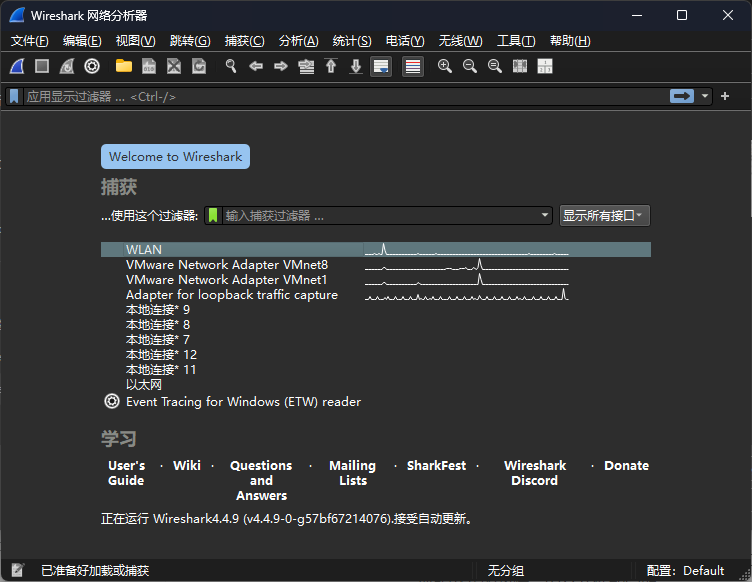 Wireshark 网络分析器
文件(F) 编辑(E) 视图(V) 跳转(G) 捕获(C) 分析(A) 统计(S) 电话(Y) 无线(W) 工具(T) 帮助(H)
应用显示过滤器 … <Ctrl-/>
Welcome to Wireshark
捕获
…使用这个过滤器: 输入捕获过滤器 … 显示所有接口
WLAN
VMware Network Adapter VMnet8
VMware Network Adapter VMnet1
Adapter for loopback traffic capture
本地连接* 9
本地连接* 8
本地连接* 7
本地连接* 12
本地连接* 11
以太网
Event Tracing for Windows (ETW) reader
学习
User's Guide · Wiki · Questions and Answers · Mailing Lists · SharkFest · Wireshark Discord · Donate
正在运行 Wireshark4.4.9 (v4.4.9-0-g57bf67214076).接受自动更新。
已准备好加载或捕获 无分组 配置：Default